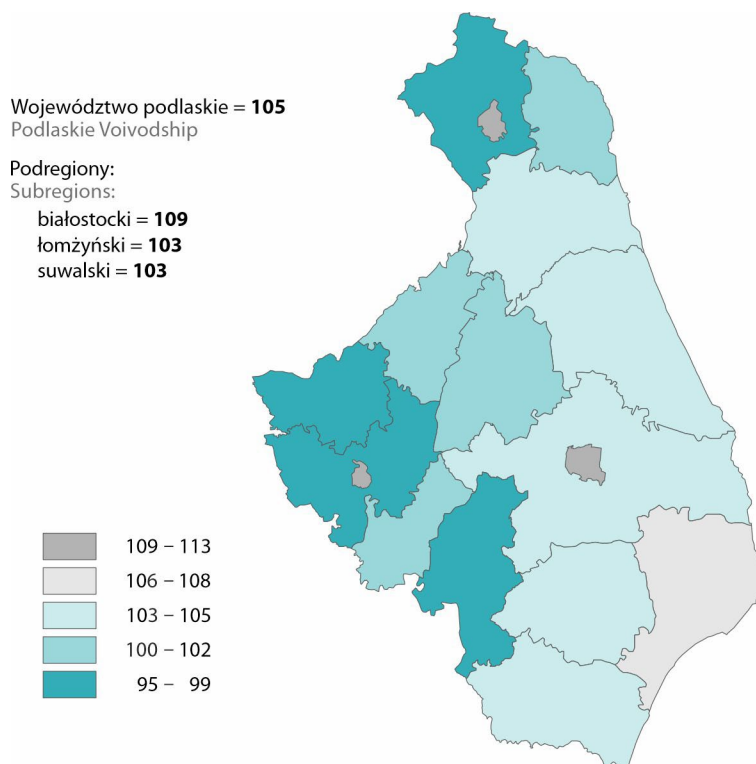 Województwo podlaskie = 105
Podlaskie Voivodship
Podregiony:
Subregions:
białostocki = 109
łomżyński = 103
suwalski = 103
109 – 113
106 – 108
103 – 105
100 – 102
95 – 99